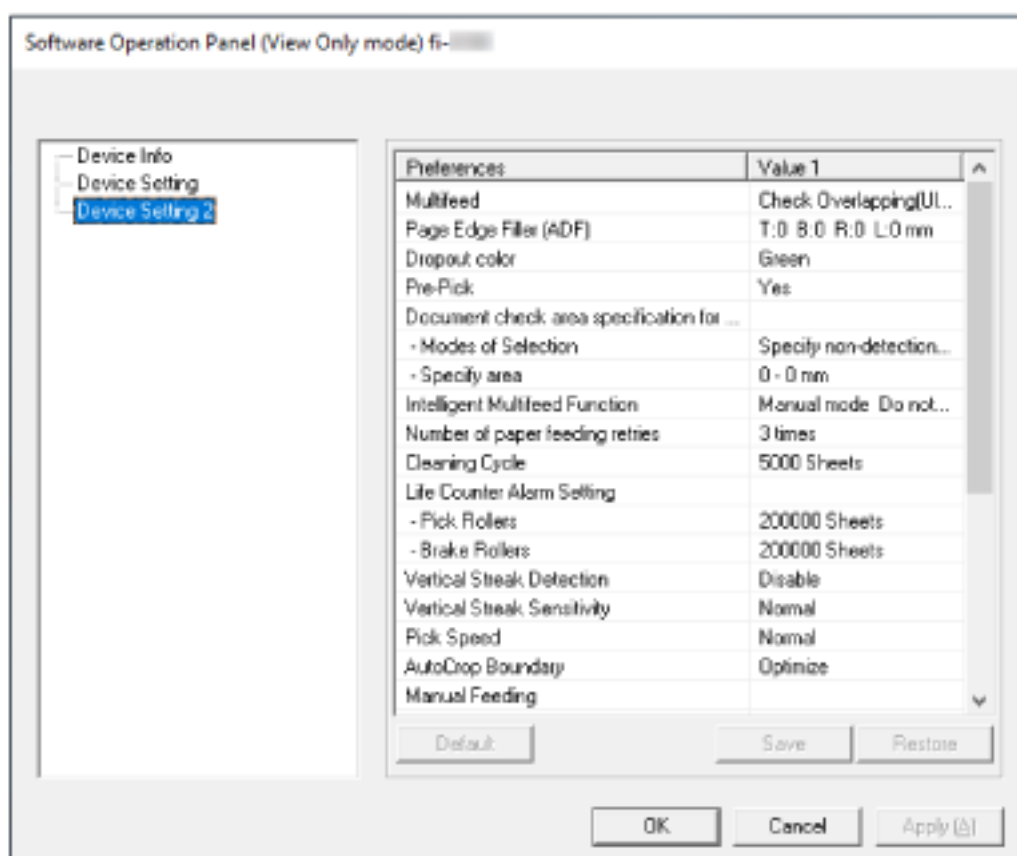 Software Operation Panel (View Only mode) fi-
Device Info
Device Setting
Device Setting 2
Preferences Value 1
Multifeed Check Overlapping(Ul...
Page Edge Filler (ADF) T:0 B:0 R:0 L:0 mm
Dropout color Green
Pre-Pick Yes
Document check area specification for ...
- Modes of Selection Specify non-detection...
- Specify area 0 - 0 mm
Intelligent Multifeed Function Manual mode Do not...
Number of paper feeding retries 3 times
Cleaning Cycle 5000 Sheets
Life Counter Alarm Setting
- Pick Rollers 200000 Sheets
- Brake Rollers 200000 Sheets
Vertical Streak Detection Disable
Vertical Streak Sensitivity Normal
Pick Speed Normal
AutoCrop Boundary Optimize
Manual Feeding
Default Save Restore
OK Cancel Apply (A)